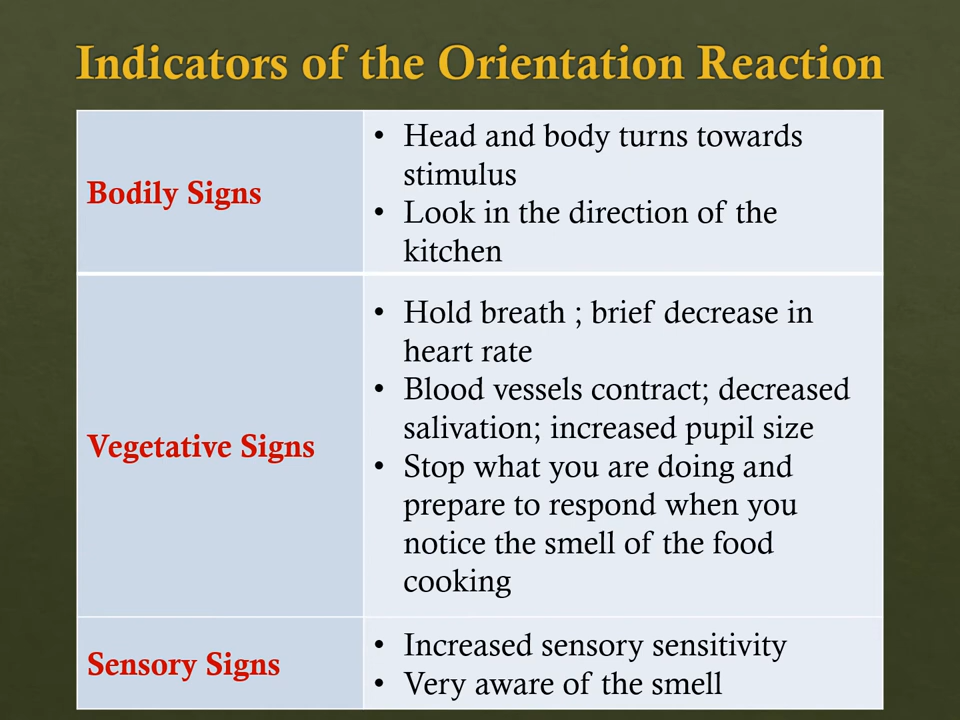 Indicators of the Orientation Reaction
Bodily Signs
• Head and body turns towards
stimulus
• Look in the direction of the
kitchen
Vegetative Signs
• Hold breath ; brief decrease in
heart rate
• Blood vessels contract; decreased
salivation; increased pupil size
• Stop what you are doing and
prepare to respond when you
notice the smell of the food
cooking
Sensory Signs
• Increased sensory sensitivity
• Very aware of the smell